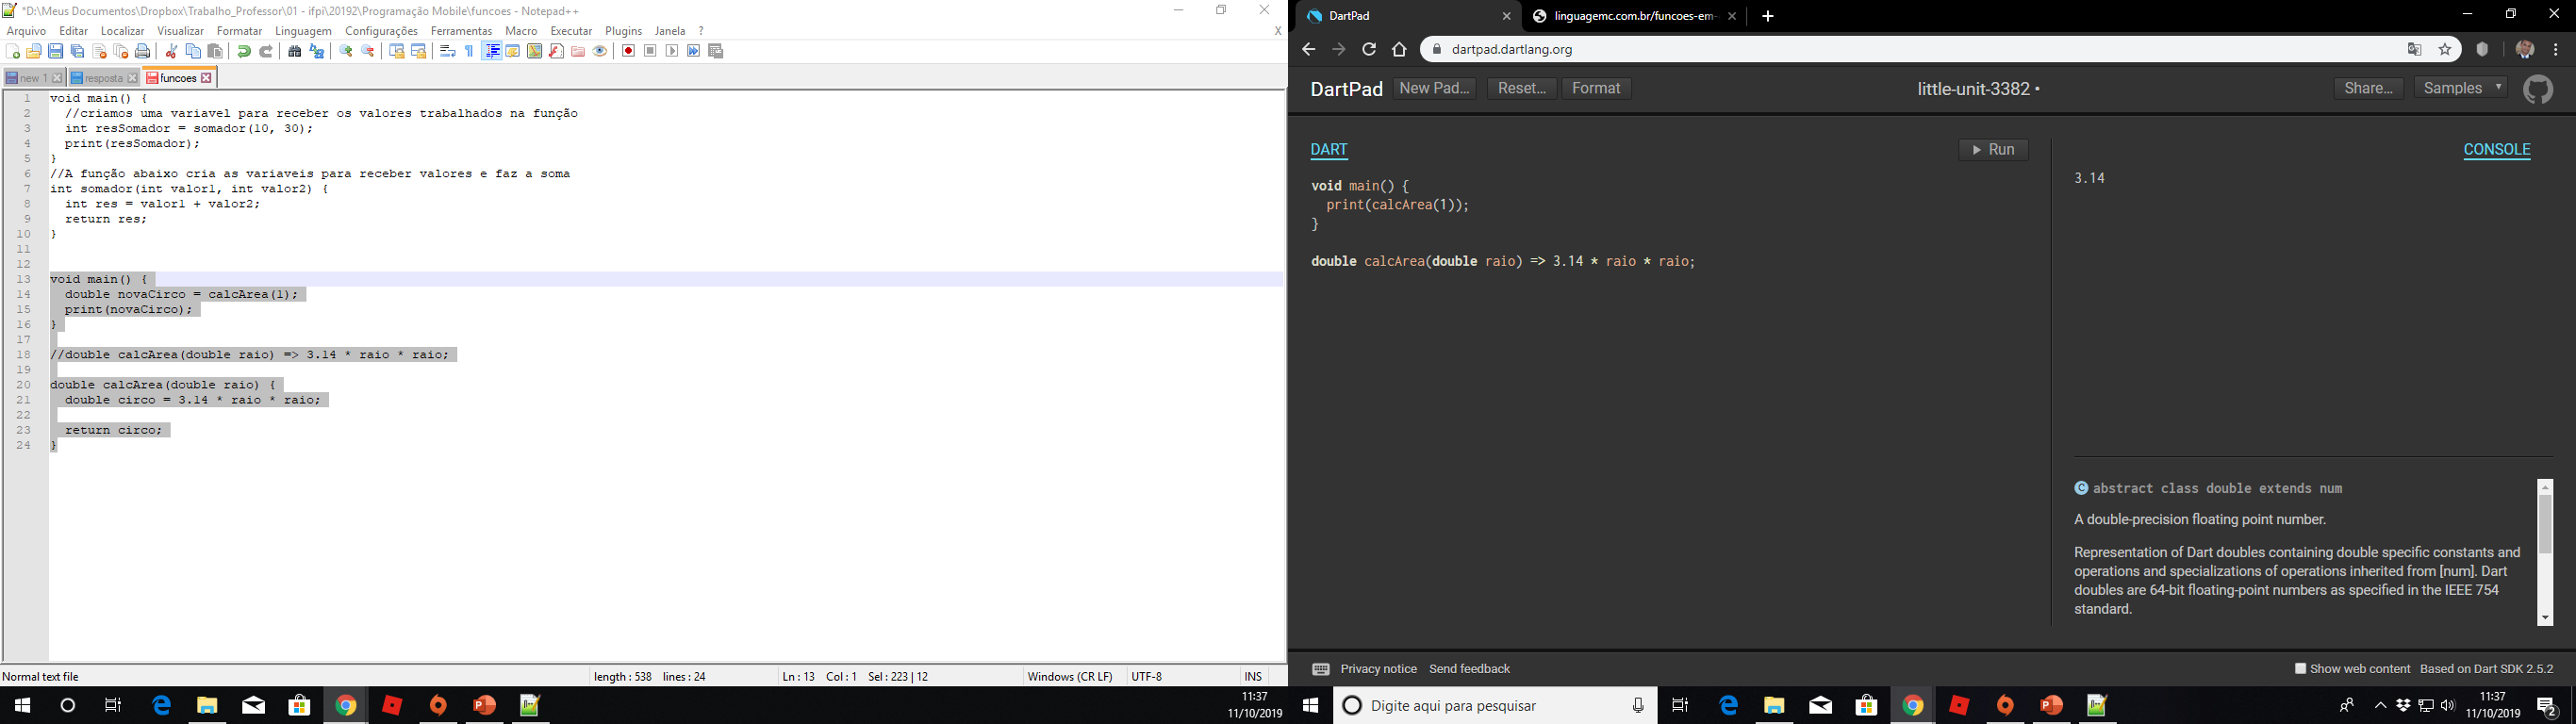 *D:\Meus Documentos\Dropbox\Trabalho_Professor\01 - ifpi\20192\Programação Mobile\funcoes - Notepad++
Arquivo Editar Localizar Visualizar Formatar Linguagem Configurações Ferramentas Macro Executar Plugins Janela ? X
new 1 resposta funcoes
1 void main() {
2 //criamos uma variavel para receber os valores trabalhados na função
3 int resSomador = somador(10, 30);
4 print(resSomador);
5 }
6 //A função abaixo cria as variaveis para receber valores e faz a soma
7 int somador(int valor1, int valor2) {
8 int res = valor1 + valor2;
9 return res;
10 }
11
12
13 void main() {
14 double novaCirco = calcArea(1);
15 print(novaCirco);
16 }
17
18 //double calcArea(double raio) => 3.14 * raio * raio;
19
20 double calcArea(double raio) {
21 double circo = 3.14 * raio * raio;
22
23 return circo;
24 }
Normal text file length : 538 lines : 24 Ln : 13 Col : 1 Sel : 223 | 12 Windows (CR LF) UTF-8 INS
11:37
11/10/2019
DartPad linguagemc.com.br/funcoes-em-
dartpad.dartlang.org
DartPad New Pad... Reset... Format little-unit-3382 • Share... Samples
DART Run
void main() {
print(calcArea(1));
}
double calcArea(double raio) => 3.14 * raio * raio;
CONSOLE
3.14
C abstract class double extends num
A double-precision floating point number.
Representation of Dart doubles containing double specific constants and
operations and specializations of operations inherited from [num]. Dart
doubles are 64-bit floating-point numbers as specified in the IEEE 754
standard.
Privacy notice Send feedback Show web content Based on Dart SDK 2.5.2
Digite aqui para pesquisar
11:37
11/10/2019
2